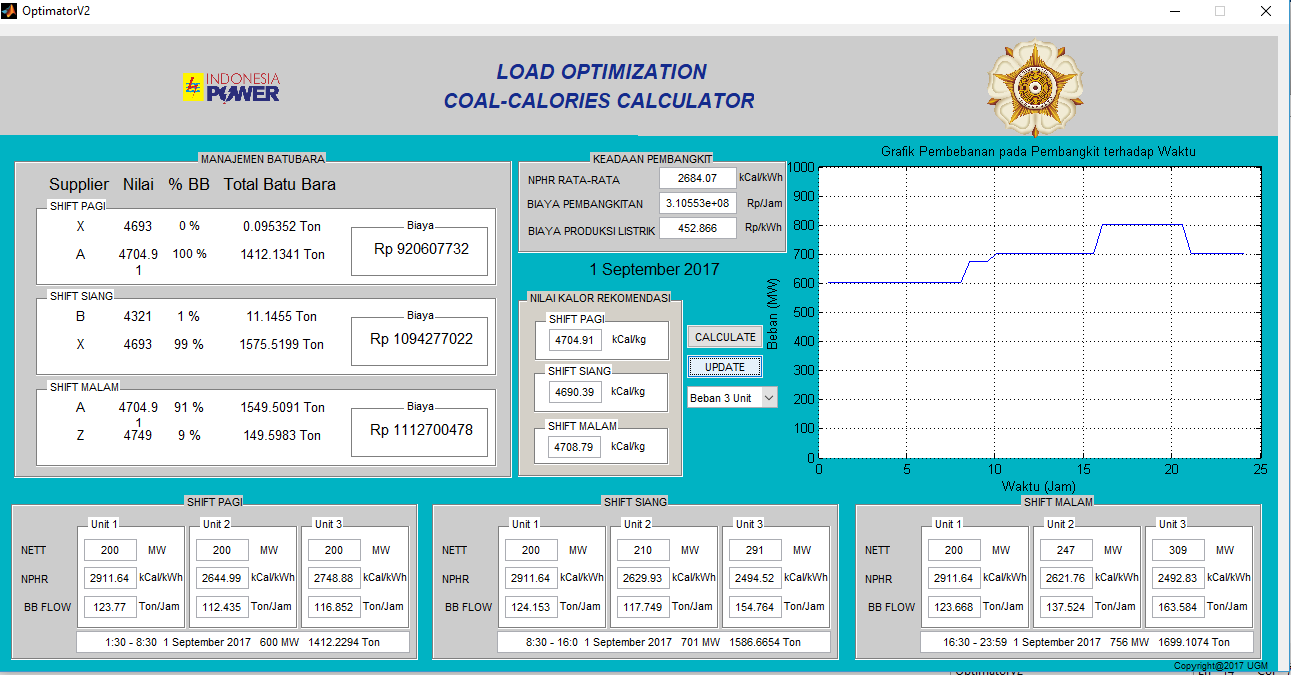 OptimatorV2
INDONESIA
POWER
LOAD OPTIMIZATION
COAL-CALORIES CALCULATOR
MANAJEMEN BATUBARA
Supplier Nilai % BB Total Batu Bara
SHIFT PAGI
X 4693 0 % 0.095352 Ton
A 4704.9
1 100 % 1412.1341 Ton
Biaya
Rp 920607732
SHIFT SIANG
B 4321 1 % 11.1455 Ton
X 4693 99 % 1575.5199 Ton
Biaya
Rp 1094277022
SHIFT MALAM
A 4704.9
1 91 % 1549.5091 Ton
Z 4749 9 % 149.5983 Ton
Biaya
Rp 1112700478
KEADAAN PEMBANGKIT
NPHR RATA-RATA 2684.07 kCal/kWh
BIAYA PEMBANGKITAN 3.10553e+08 Rp/Jam
BIAYA PRODUKSI LISTRIK 452.866 Rp/kWh
1 September 2017
NILAI KALOR REKOMENDASI
SHIFT PAGI
4704.91 kCal/kg
SHIFT SIANG
4690.39 kCal/kg
SHIFT MALAM
4708.79 kCal/kg
CALCULATE
UPDATE
Beban 3 Unit
Grafik Pembebanan pada Pembangkit terhadap Waktu
Beban (MW)
1000
900
800
700
600
500
400
300
200
100
0
0 5 10 15 20 25
Waktu (Jam)
SHIFT PAGI
Unit 1 Unit 2 Unit 3
NETT 200 MW 200 MW 200 MW
NPHR 2911.64 kCal/kWh 2644.99 kCal/kWh 2748.88 kCal/kWh
BB FLOW 123.77 Ton/Jam 112.435 Ton/Jam 116.852 Ton/Jam
1:30 - 8:30 1 September 2017 600 MW 1412.2294 Ton
SHIFT SIANG
Unit 1 Unit 2 Unit 3
NETT 200 MW 210 MW 291 MW
NPHR 2911.64 kCal/kWh 2629.93 kCal/kWh 2494.52 kCal/kWh
BB FLOW 124.153 Ton/Jam 117.749 Ton/Jam 154.764 Ton/Jam
8:30 - 16:0 1 September 2017 701 MW 1586.6654 Ton
SHIFT MALAM
Unit 1 Unit 2 Unit 3
NETT 200 MW 247 MW 309 MW
NPHR 2911.64 kCal/kWh 2621.76 kCal/kWh 2492.83 kCal/kWh
BB FLOW 123.668 Ton/Jam 137.524 Ton/Jam 163.584 Ton/Jam
16:30 - 23:59 1 September 2017 756 MW 1699.1074 Ton
Copyright@2017 UGM